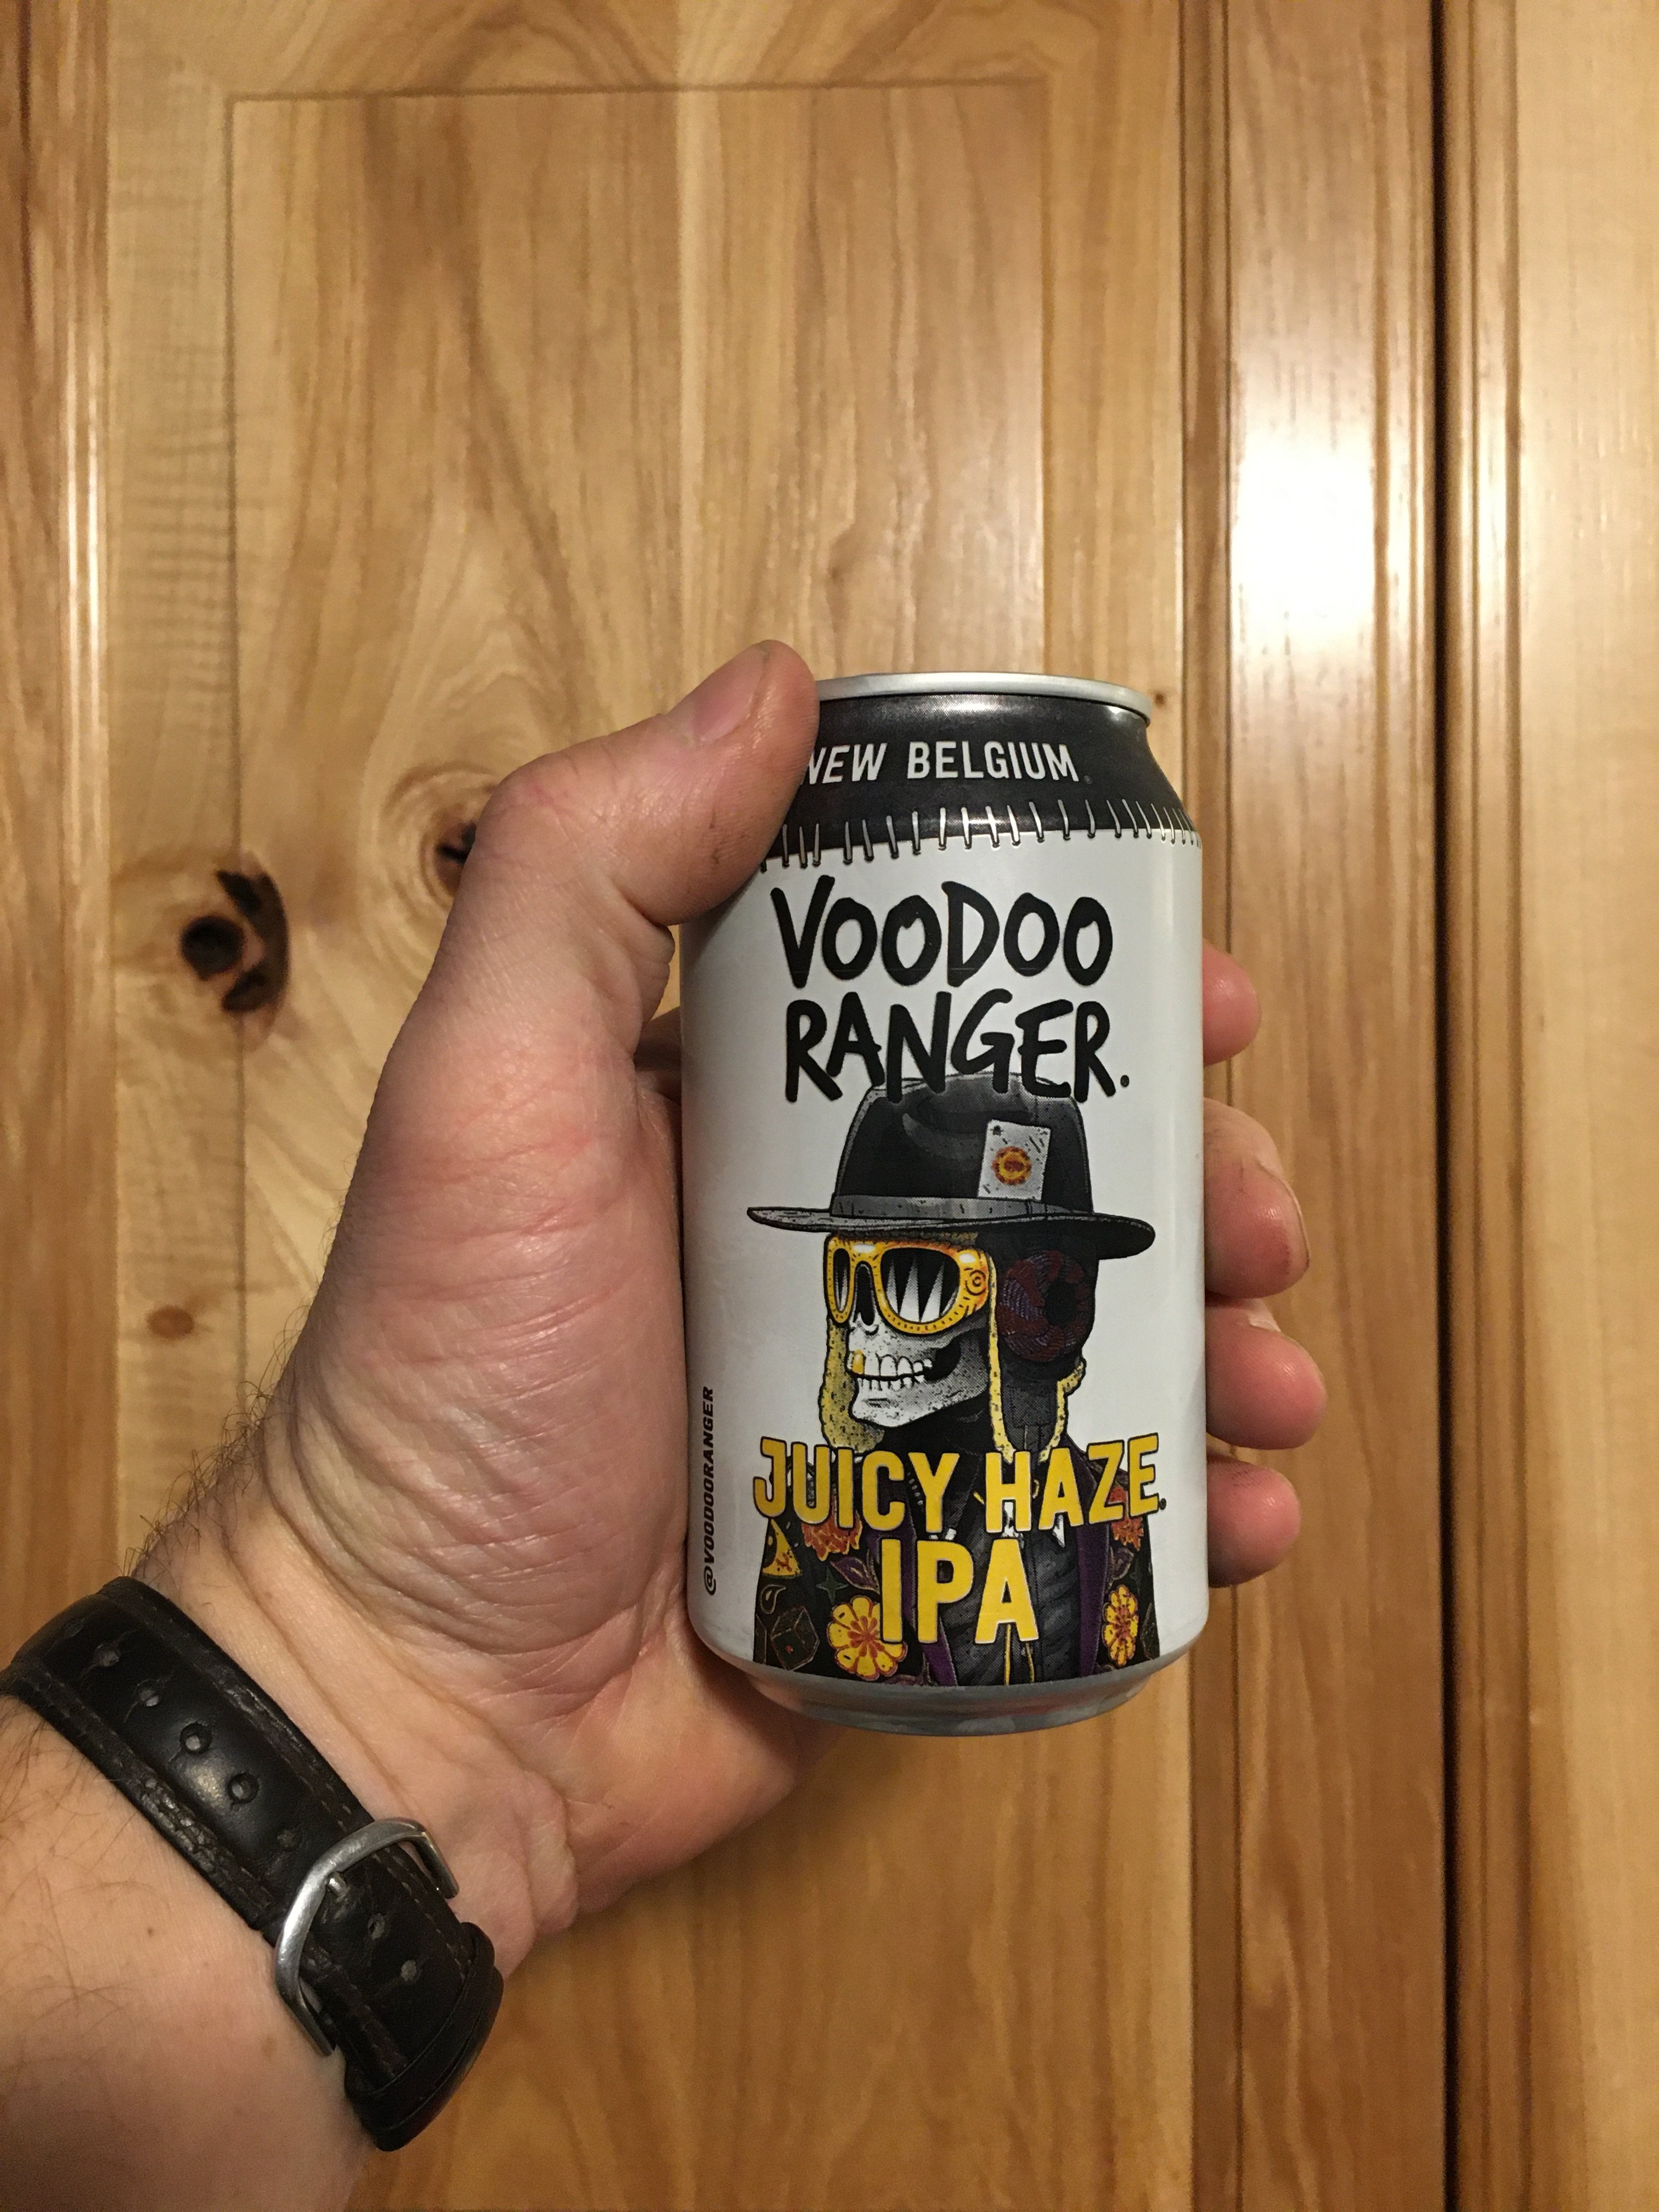 NEW BELGIUM
VOODOO
RANGER.
JUICY HAZE.
IPA
@VOODOORANGER